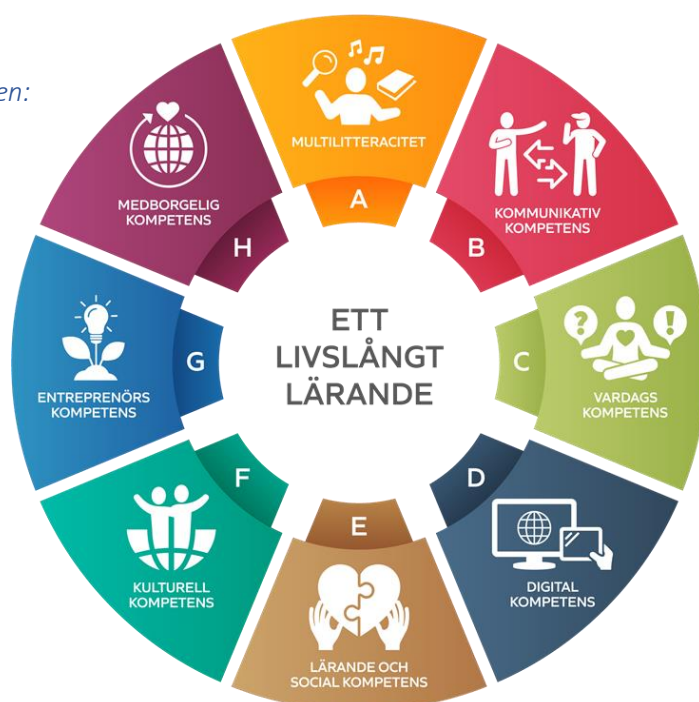 en:
MULTILITTERACITET
A
KOMMUNIKATIV
KOMPETENS
B
?
!
VARDAGS
KOMPETENS
C
DIGITAL
KOMPETENS
D
LÄRANDE OCH
SOCIAL KOMPETENS
E
KULTURELL
KOMPETENS
F
ENTREPRENÖRS
KOMPETENS
G
MEDBORGELIG
KOMPETENS
H
ETT
LIVSLÅNGT
LÄRANDE